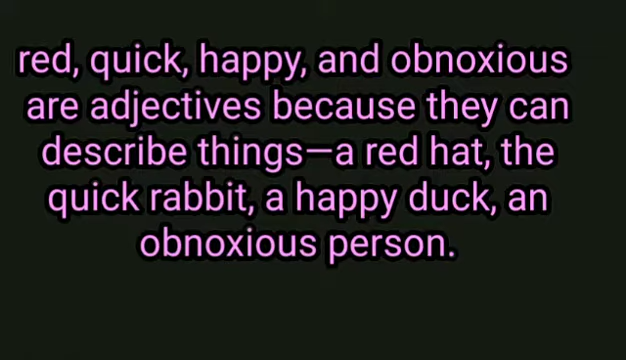 red, quick, happy, and obnoxious
are adjectives because they can
describe things—a red hat, the
quick rabbit, a happy duck, an
obnoxious person.